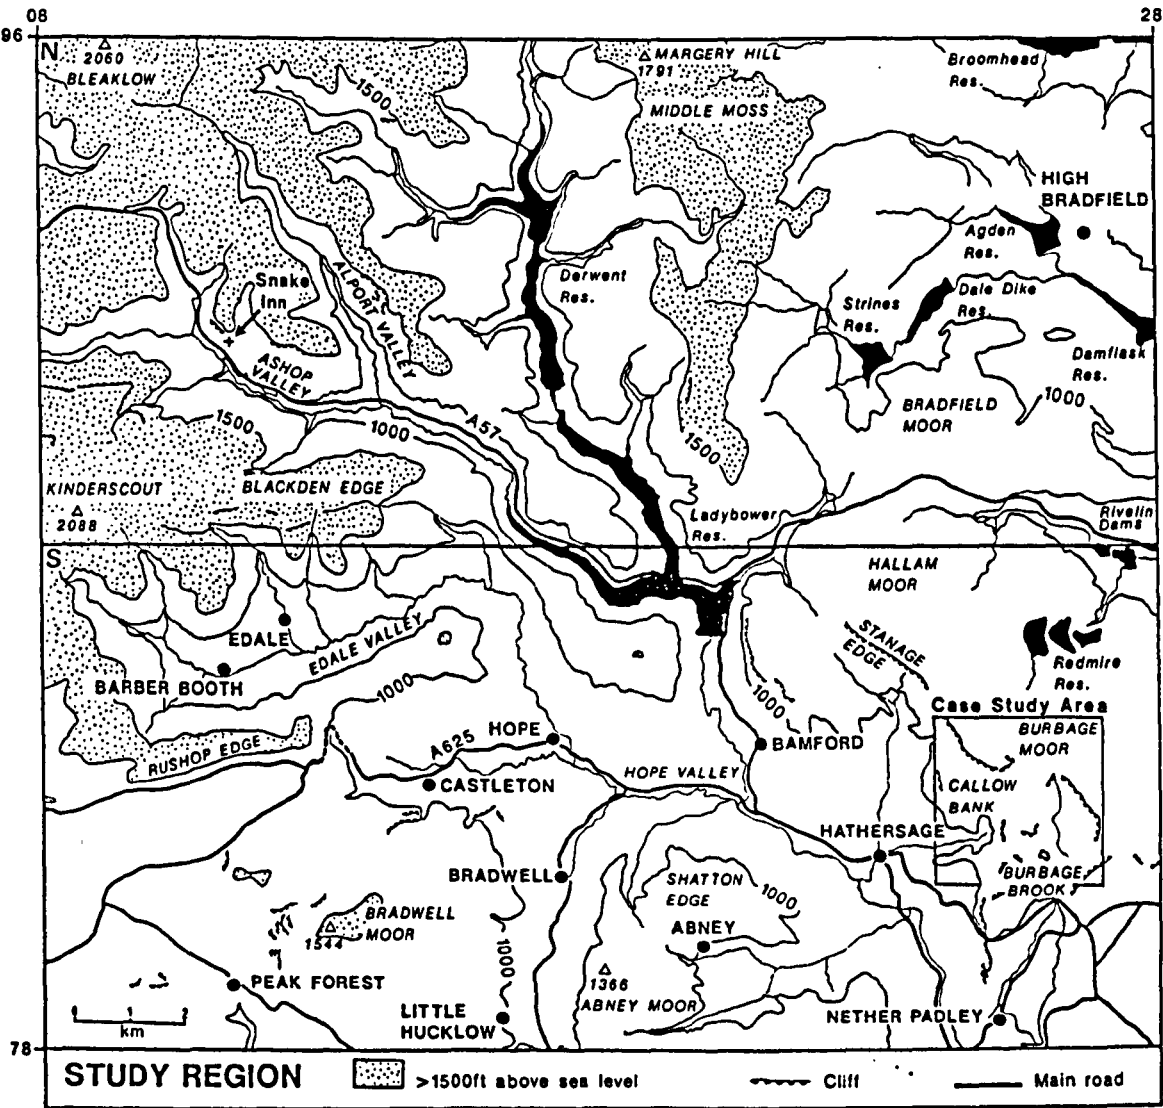 08
28
96
N
2060
BLEAKLOW
1500
MARGERY HILL
1791
MIDDLE MOSS
Broomhead
Res.
HIGH
BRADFIELD
Agden
Res.
Snake
Inn
ALPORT VALLEY
Derwent
Res.
Strines
Res.
Dale Dike
Res.
Damflask
Res.
ASHOP
VALLEY
1500
1000
A57
1500
BRADFIELD
MOOR
1000
KINDERSCOUT
2088
BLACKDEN EDGE
Ladybower
Res.
Rivelin
Dams
S
HALLAM
MOOR
EDALE
EDALE VALLEY
BARBER BOOTH
STANAGE
EDGE
Redmire
Res.
1000
1000
Case Study Area
RUSHOP EDGE
A625
HOPE
BAMFORD
BURBAGE
MOOR
CASTLETON
HOPE VALLEY
CALLOW
BANK
HATHERSAGE
BRADWELL
SHATTON
EDGE
1000
BURBAGE
BROOK
BRADWELL
MOOR
1544
ABNEY
1000
PEAK FOREST
1366
ABNEY MOOR
LITTLE
HUCKLOW
NETHER PADLEY
0 1 2
km
78
STUDY REGION
>1500ft above sea level
Cliff
Main road